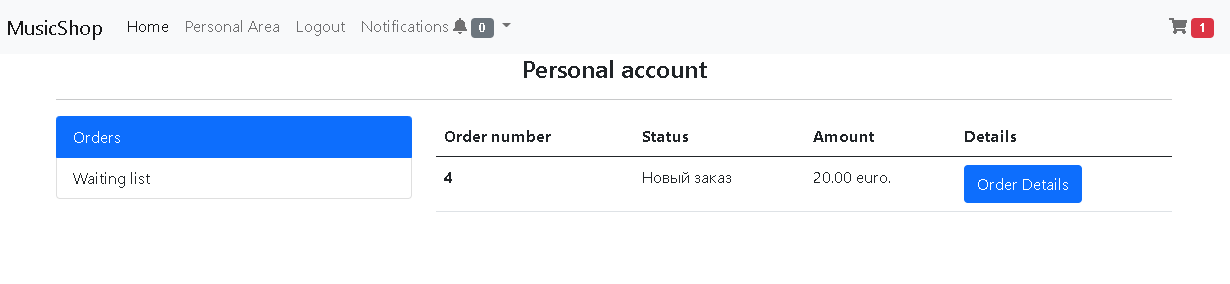 MusicShop Home Personal Area Logout Notifications 0 1
Personal account
Orders
Waiting list
Order number Status Amount Details
4 Новый заказ 20.00 euro. Order Details